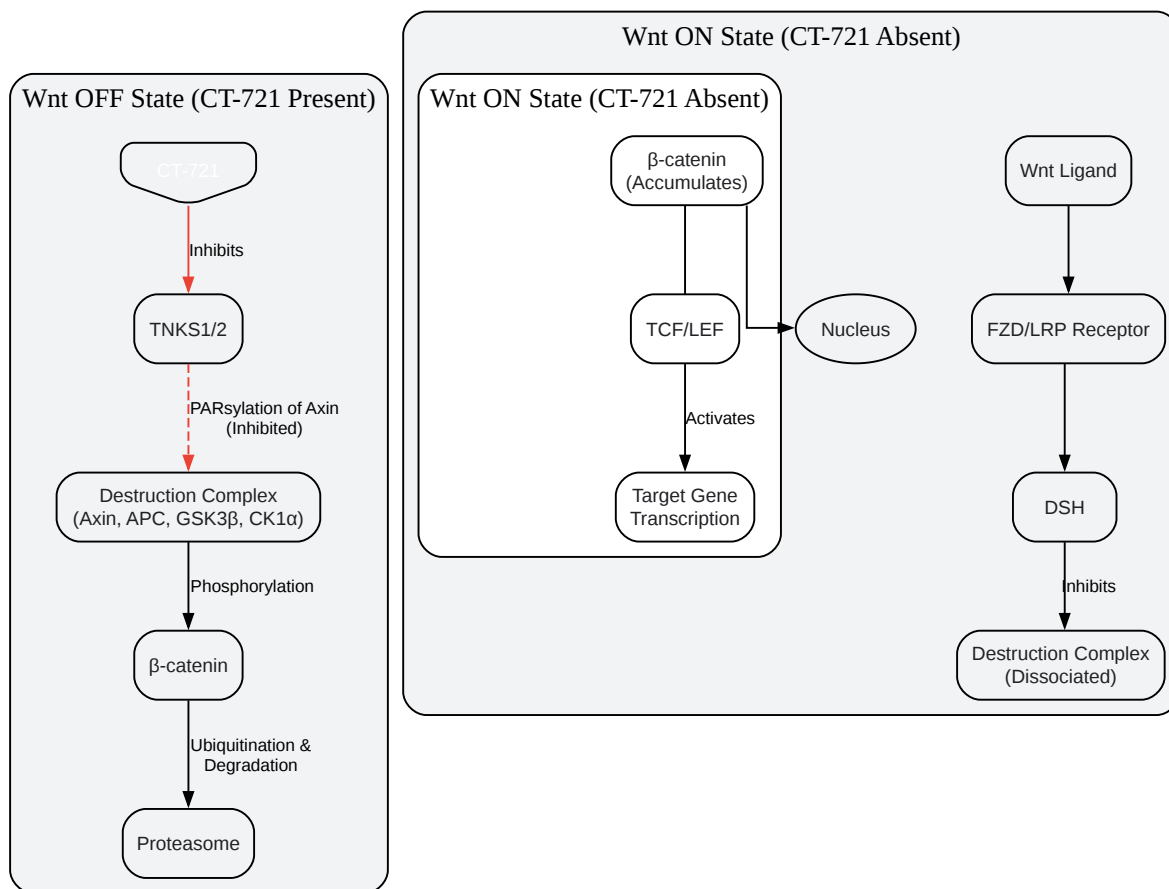 Wnt OFF State (CT-721 Present)
CT-721
Inhibits
TNKS1/2
PARsylation of Axin
(Inhibited)
Destruction Complex
(Axin, APC, GSK3β, CK1α)
Phosphorylation
β-catenin
Ubiquitination &
Degradation
Proteasome
Wnt ON State (CT-721 Absent)
Wnt ON State (CT-721 Absent)
β-catenin
(Accumulates)
TCF/LEF
Activates
Target Gene
Transcription
Nucleus
Wnt Ligand
FZD/LRP Receptor
DSH
Inhibits
Destruction Complex
(Dissociated)